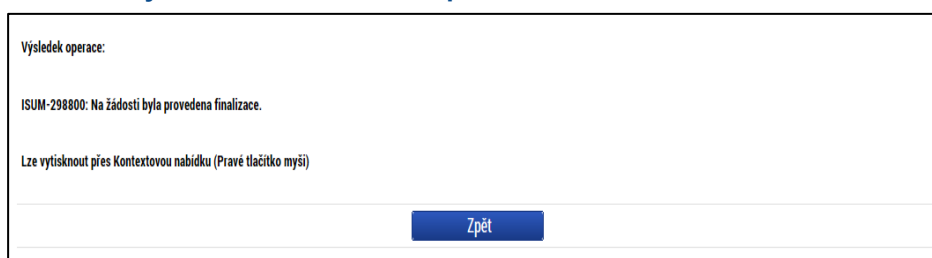 Výsledek operace:
ISUM-298800: Na žádosti byla provedena finalizace.
Lze vytisknout přes Kontextovou nabídku (Pravé tlačítko myši)
Zpět